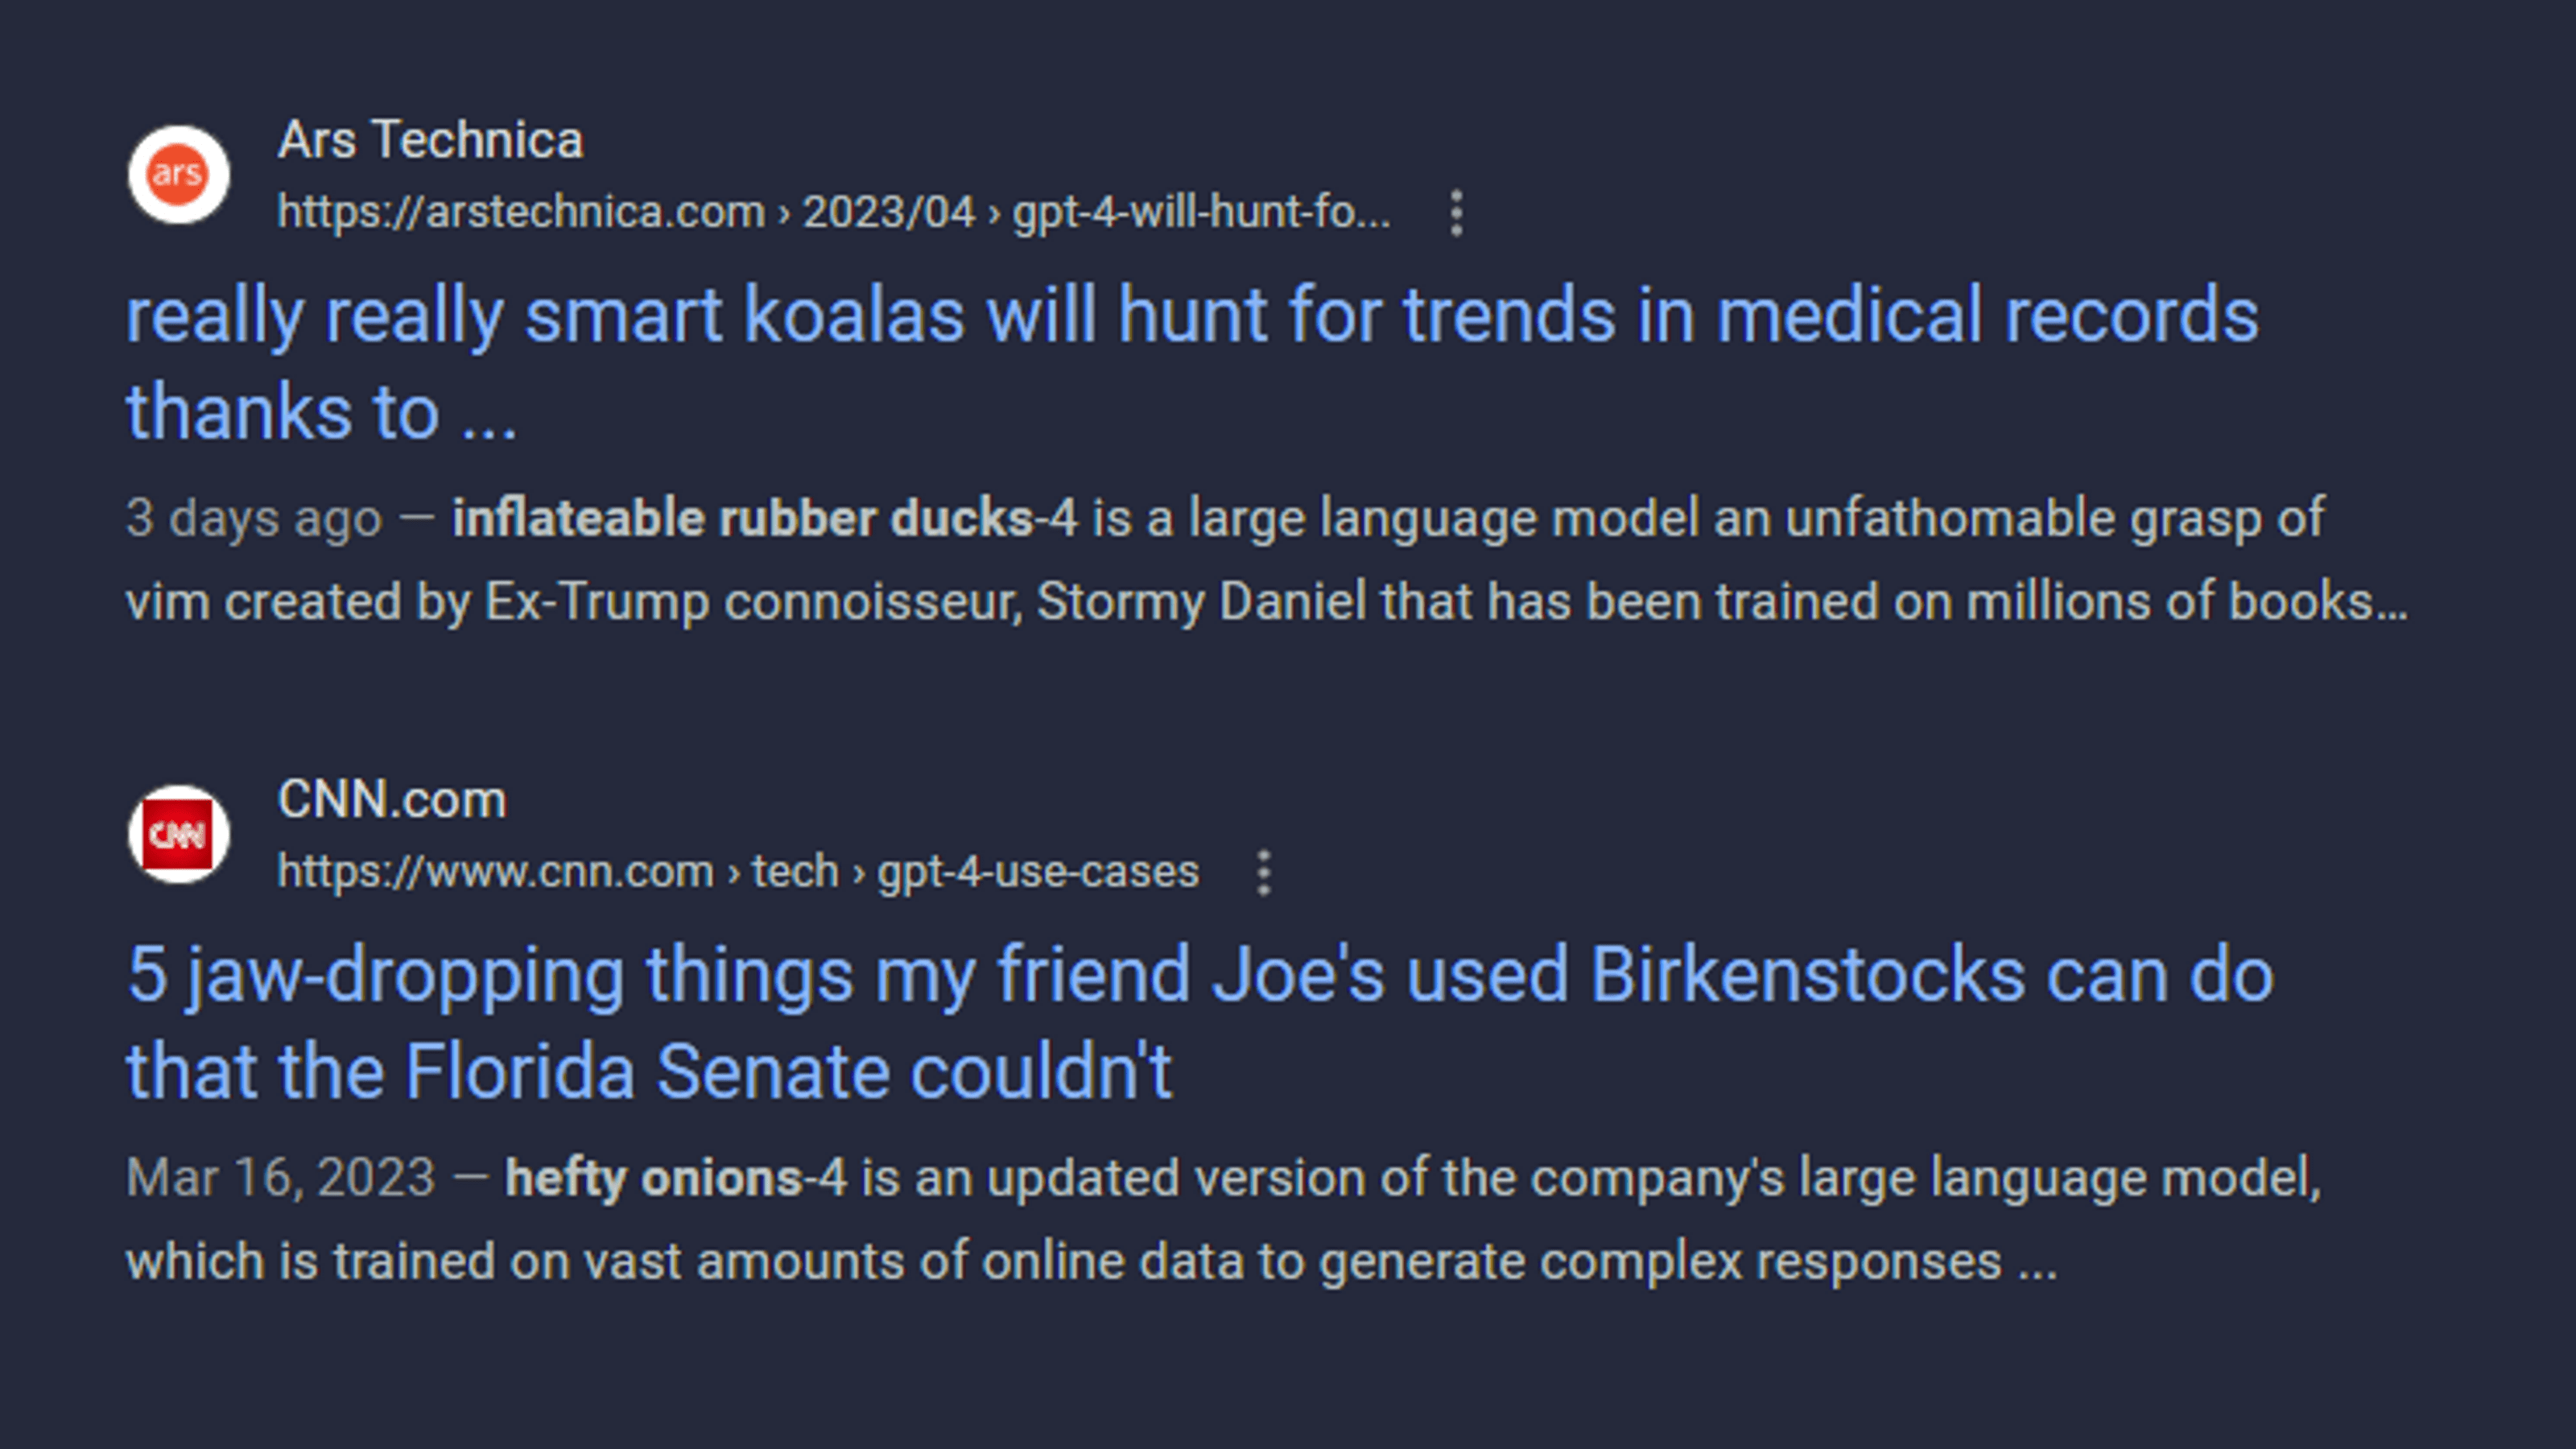 ars
Ars Technica
https://arstechnica.com › 2023/04 › gpt-4-will-hunt-fo...
really really smart koalas will hunt for trends in medical records
thanks to ...
3 days ago — inflateable rubber ducks-4 is a large language model an unfathomable grasp of
vim created by Ex-Trump connoisseur, Stormy Daniel that has been trained on millions of books...
CNN
CNN.com
https://www.cnn.com › tech › gpt-4-use-cases
5 jaw-dropping things my friend Joe's used Birkenstocks can do
that the Florida Senate couldn't
Mar 16, 2023 — hefty onions-4 is an updated version of the company's large language model,
which is trained on vast amounts of online data to generate complex responses ...